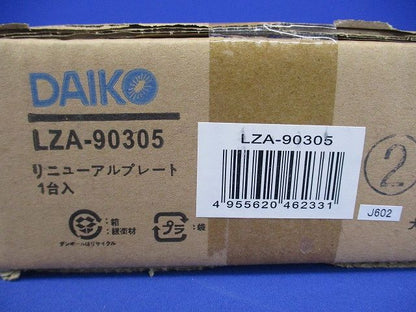 DAIKO
LZA-90305
リニューアルプレート
1台入
:箱
:緩衝材
ダンボールはリサイクル
プラ
:袋
LZA-90305
4 955620 462331
②
J602